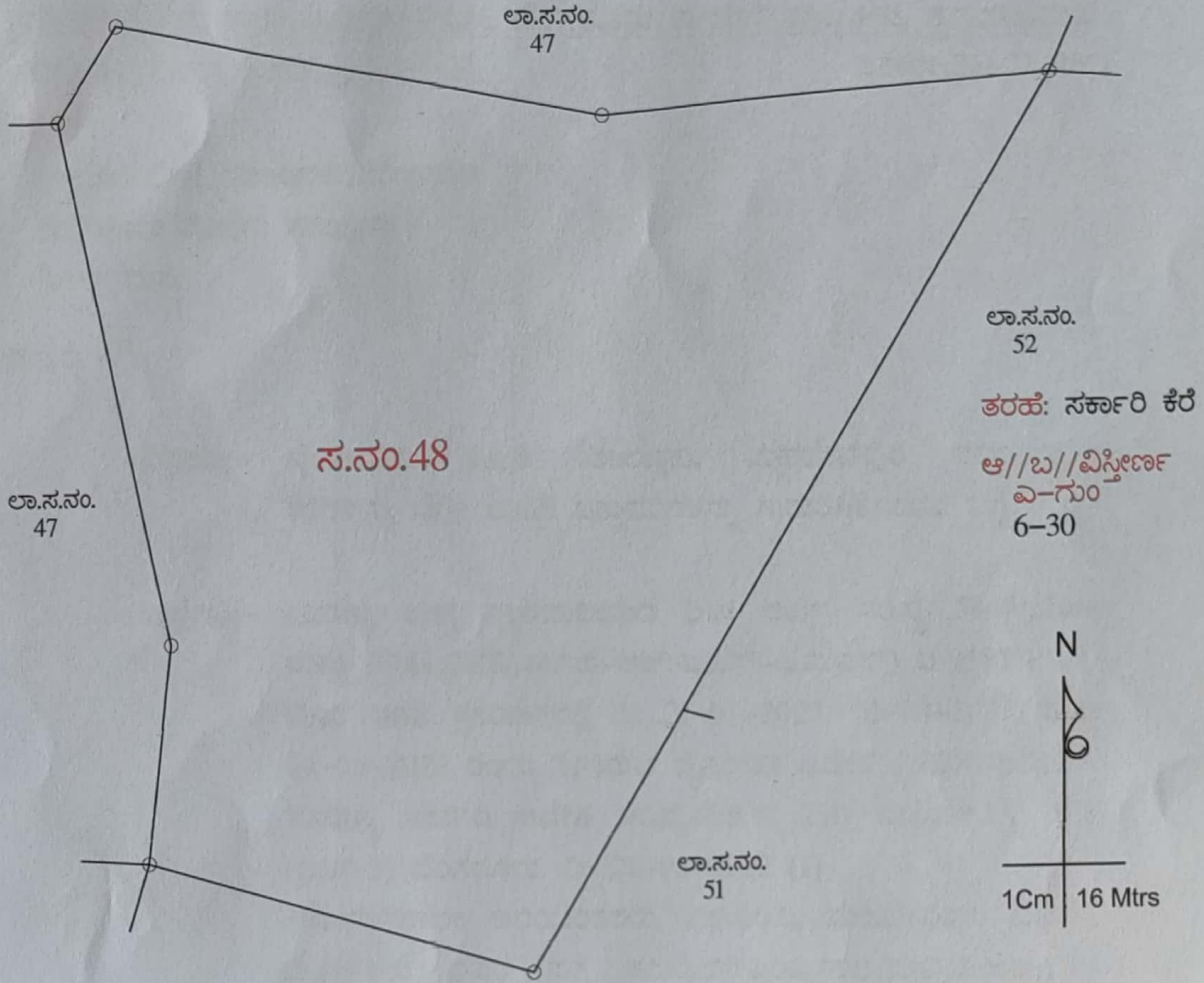 ಲಾ.ಸ.ನಂ.
47
ಲಾ.ಸ.ನಂ.
52
ತರಹೆ: ಸರ್ಕಾರಿ ಕೆರೆ
ಸ.ನಂ.48
ಆ//ಬ//ವಿಸ್ತೀರ್ಣ
ಎ-ಗುಂ
6-30
ಲಾ.ಸ.ನಂ.
47
N
ಲಾ.ಸ.ನಂ.
51
1Cm 16 Mtrs